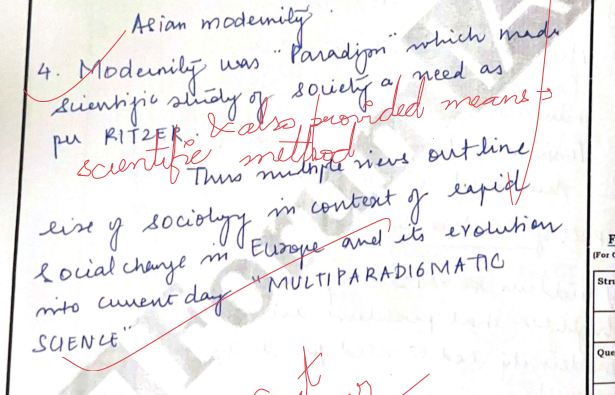 Asian modernity.
4. Modernity was "Paradigm" which made
scientific study of society a need as
per RITZER. & also provided means →
scientific method
Thus multiple views outline
rise of sociology in context of rapid
social change in Europe and its evolution
into current day "MULTIPARADIGMATIC
SCIENCE"
Forum
F
(For
Stru
Que